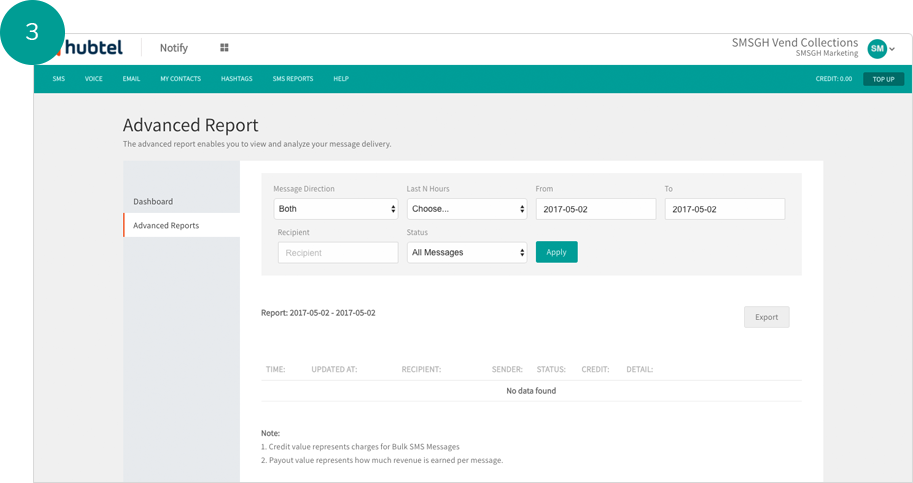 3
hubtel Notify SMSGH Vend Collections
SMSGH Marketing
SM
SMS VOICE EMAIL MY CONTACTS HASHTAGS SMS REPORTS HELP CREDIT: 0.00 TOP UP
Advanced Report
The advanced report enables you to view and analyze your message delivery.
Dashboard
Advanced Reports
Message Direction Last N Hours From To
Both Choose... 2017-05-02 2017-05-02
Recipient Status
Recipient All Messages Apply
Report: 2017-05-02 - 2017-05-02 Export
TIME: UPDATED AT: RECIPIENT: SENDER: STATUS: CREDIT: DETAIL:
No data found
Note:
1. Credit value represents charges for Bulk SMS Messages
2. Payout value represents how much revenue is earned per message.